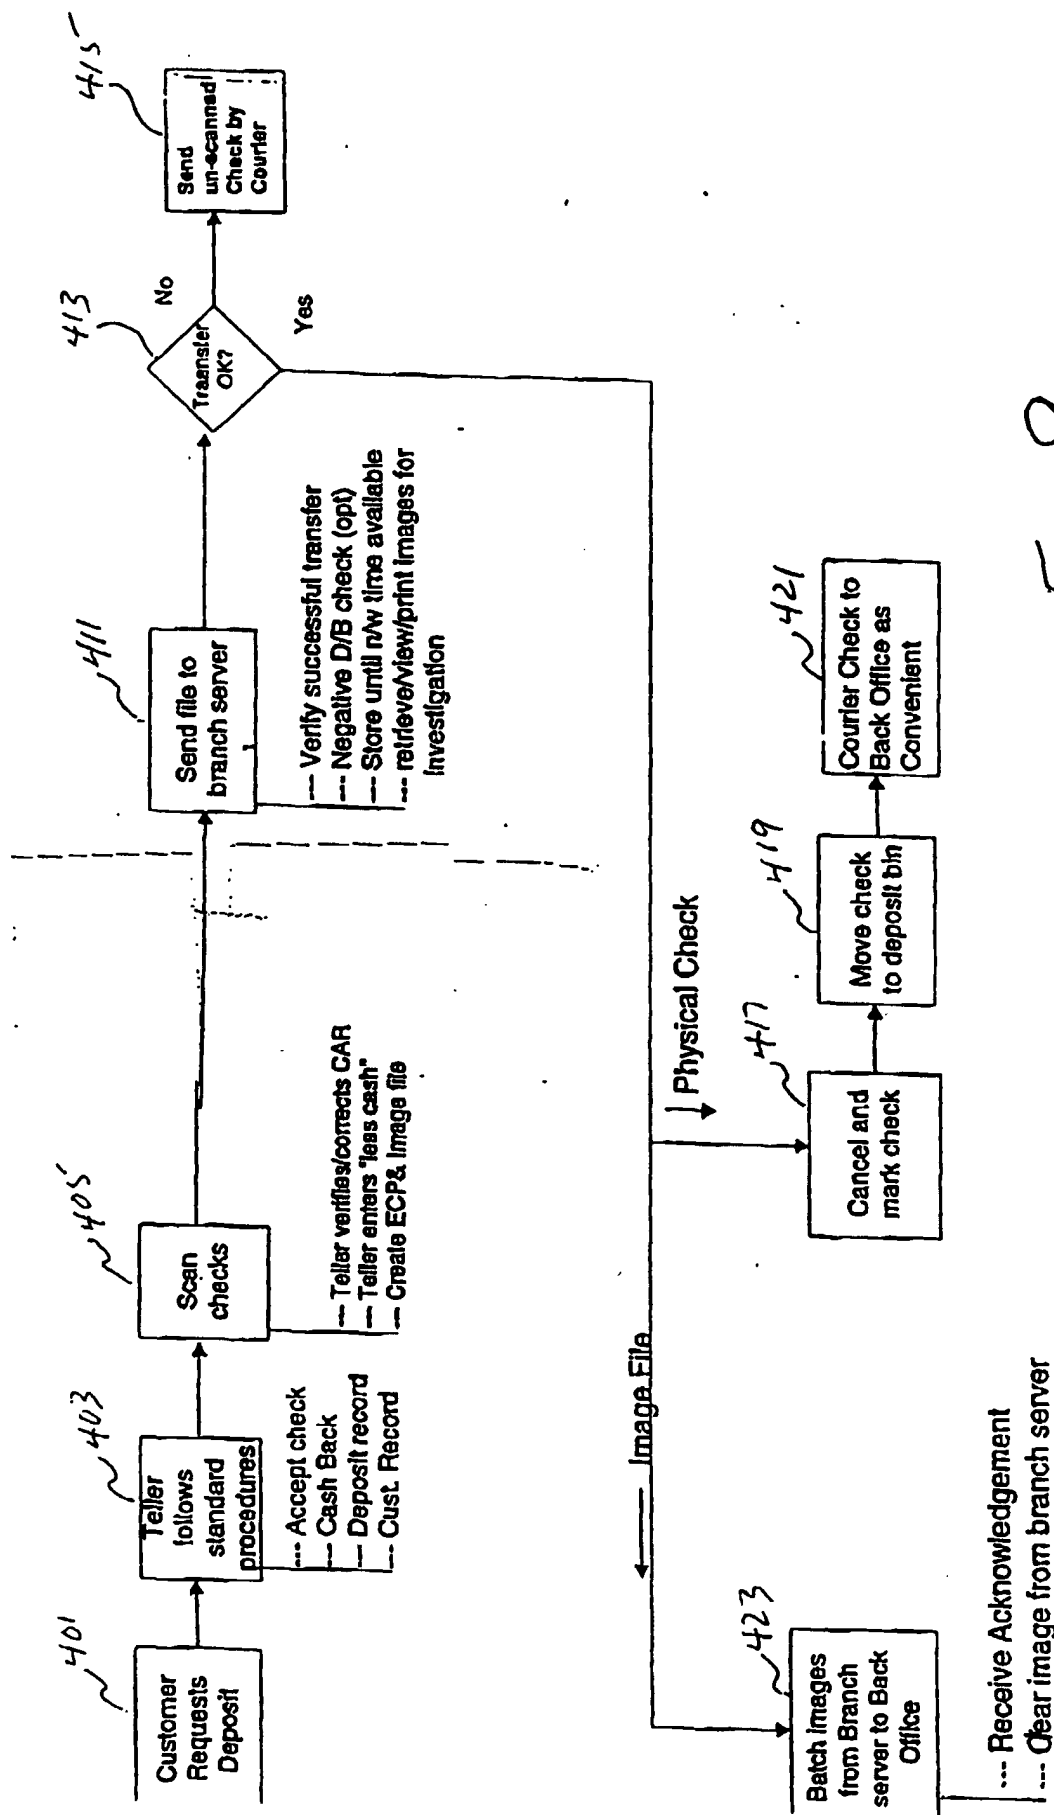 401
Customer
Requests
Deposit
403
Teller
follows
standard
procedures
--- Accept check
--- Cash Back
--- Deposit record
--- Cust. Record
405
Scan
checks
--- Teller verifies/corrects CAR
--- Teller enters "less cash"
--- Create ECP& Image file
411
Send file to
branch server
--- Verify successful transfer
--- Negative D/B check (opt)
--- Store until n/w time available
--- retrieve/view/print images for
investigation
413
Traansfer
OK?
No
Yes
415
Send
un-scanned
Check by
Courier
Image File
Physical Check
417
Cancel and
mark check
419
Move check
to deposit bin
421
Courier Check to
Back Office as
Convenient
423
Batch images
from Branch
server to Back
Office
--- Receive Acknowledgement
--- Clear image from branch server